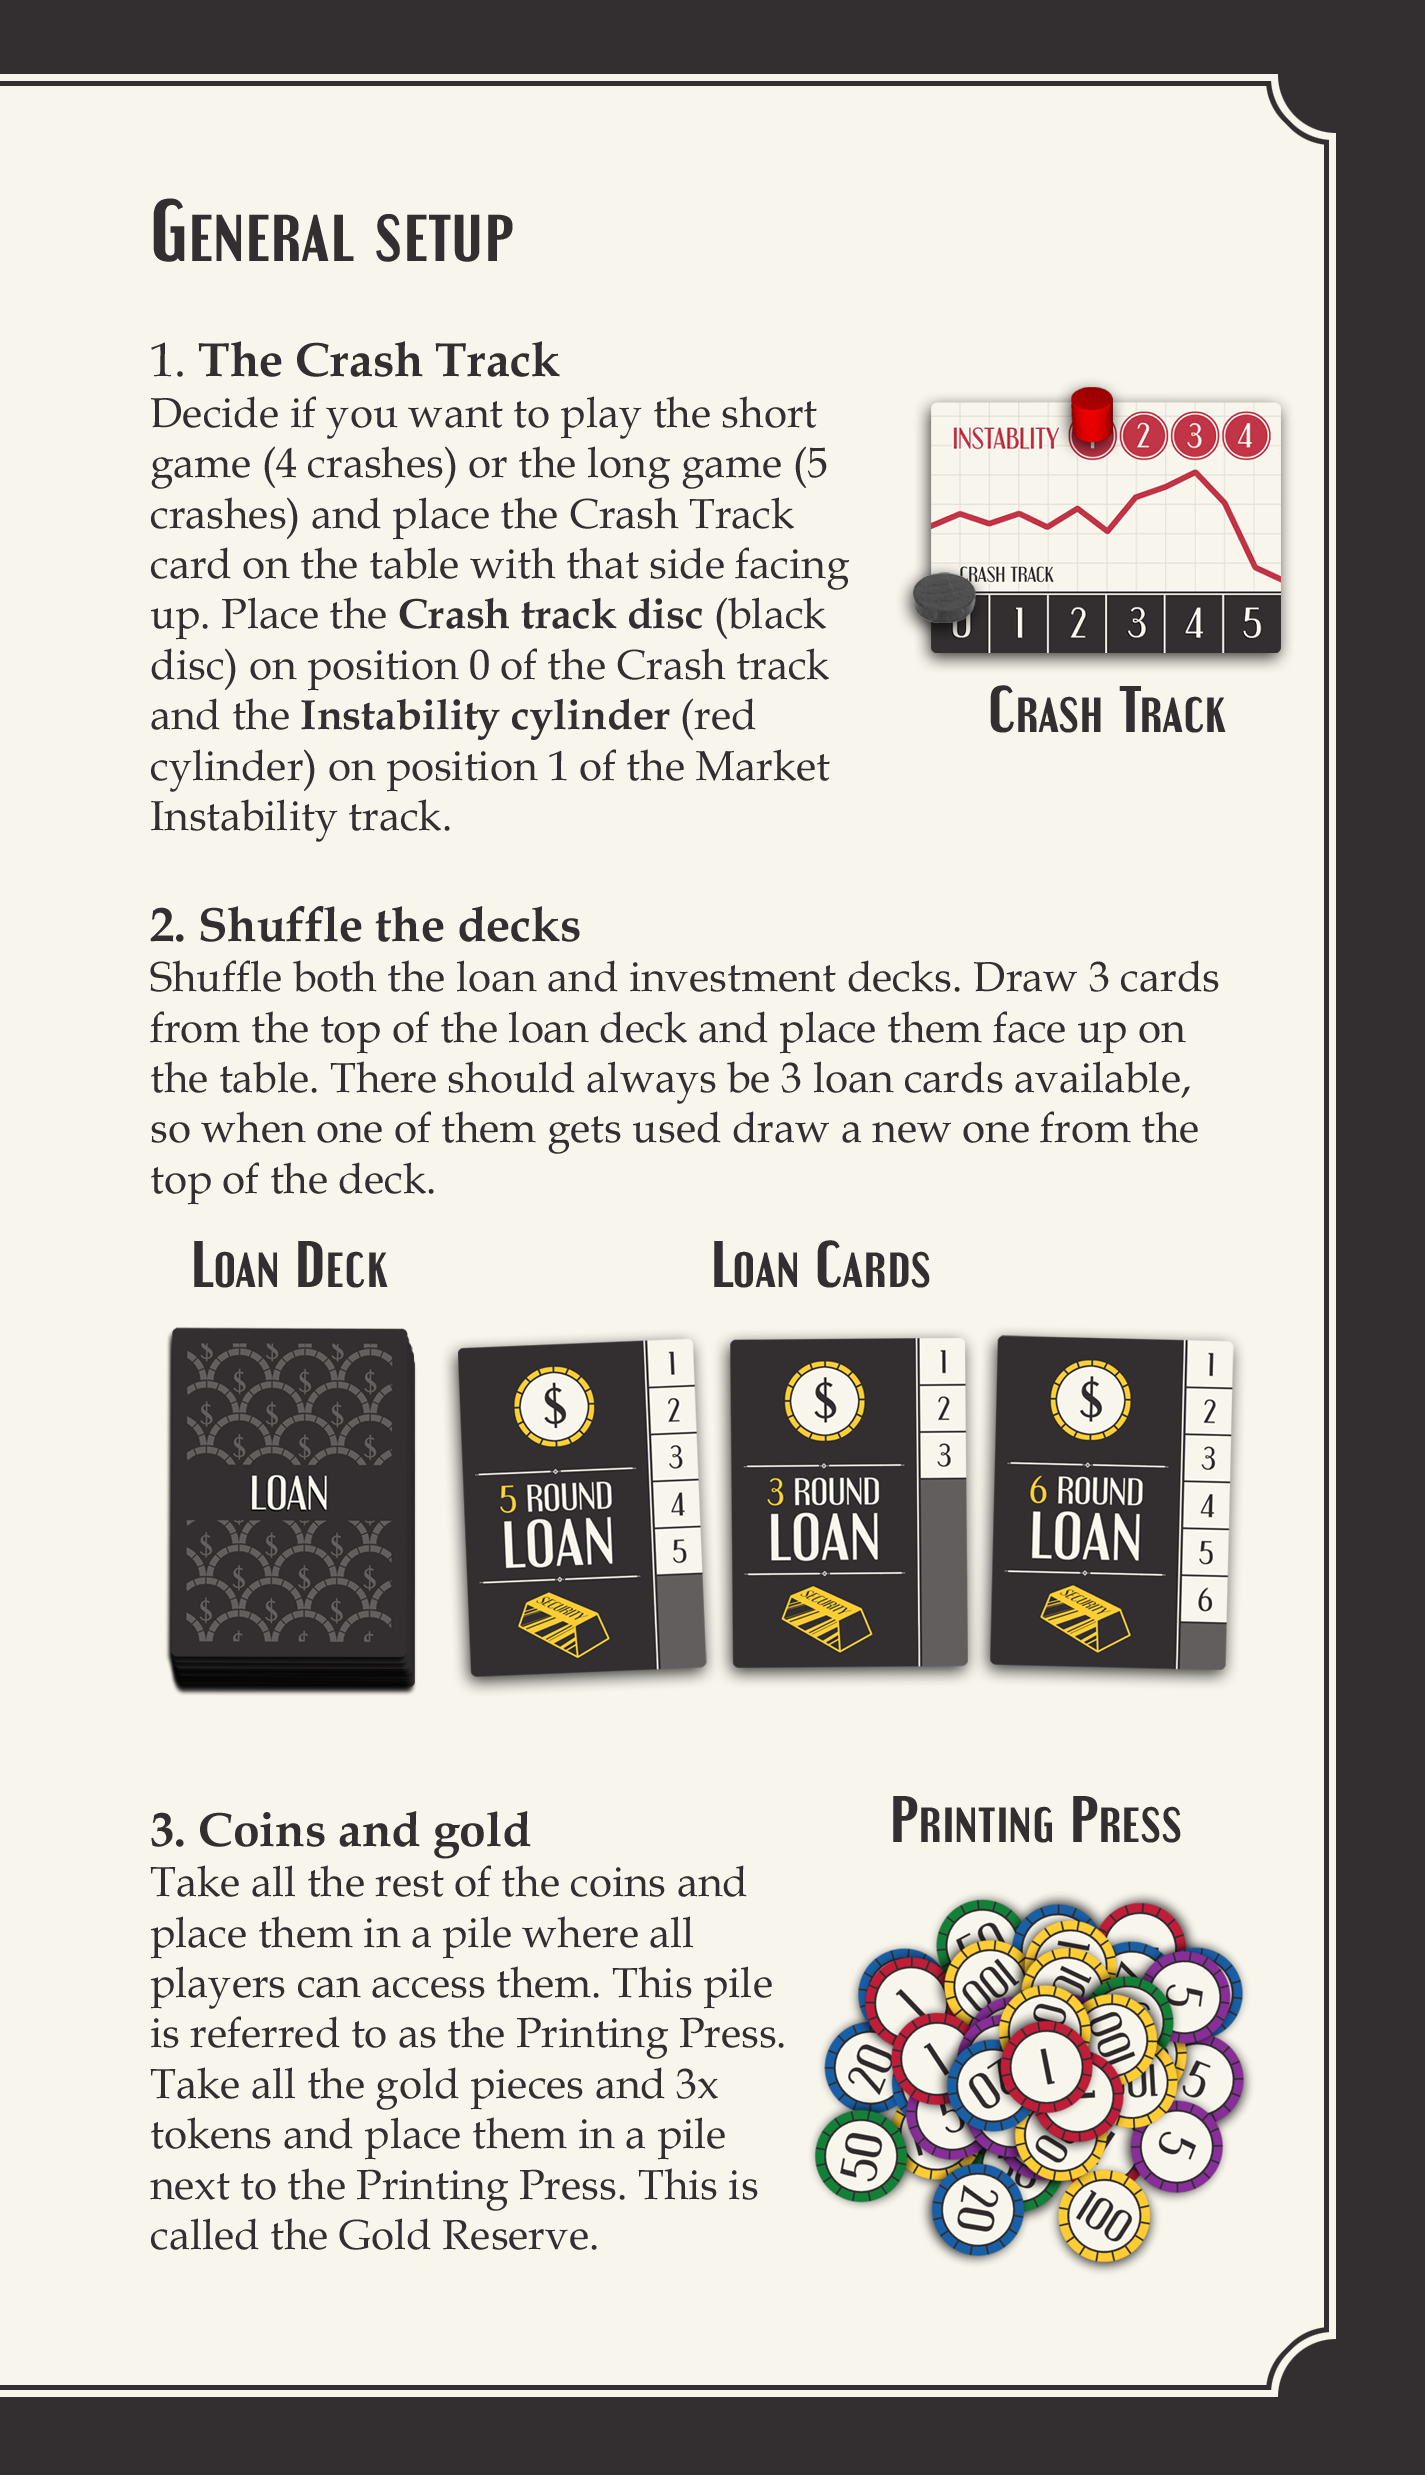 GENERAL SETUP
1. The Crash Track
Decide if you want to play the short
game (4 crashes) or the long game (5
crashes) and place the Crash Track
card on the table with that side facing
up. Place the Crash track disc (black
disc) on position 0 of the Crash track
and the Instability cylinder (red
cylinder) on position 1 of the Market
Instability track.
INSTABLITY 1 2 3 4
CRASH TRACK
0 1 2 3 4 5
CRASH TRACK
2. Shuffle the decks
Shuffle both the loan and investment decks. Draw 3 cards
from the top of the loan deck and place them face up on
the table. There should always be 3 loan cards available,
so when one of them gets used draw a new one from the
top of the deck.
LOAN DECK
LOAN CARDS
LOAN
$
5 ROUND
LOAN
SECURITY
1
2
3
4
5
$
3 ROUND
LOAN
SECURITY
1
2
3
$
6 ROUND
LOAN
SECURITY
1
2
3
4
5
6
3. Coins and gold
Take all the rest of the coins and
place them in a pile where all
players can access them. This pile
is referred to as the Printing Press.
Take all the gold pieces and 3x
tokens and place them in a pile
next to the Printing Press. This is
called the Gold Reserve.
PRINTING PRESS
50
100
1
5
20
1
1
100
5
50
5
20
100